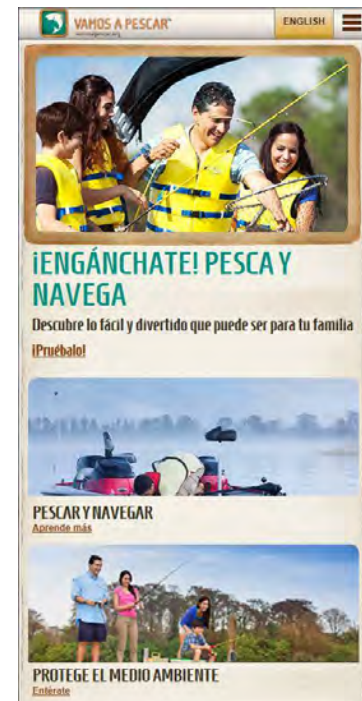 VAMOS A PESCAR
ENGLISH
¡ENGÁNCHATE! PESCA Y
NAVEGA
Descubre lo fácil y divertido que puede ser para tu familia
¡Pruébalo!
PESCAR Y NAVEGAR
Aprende más
PROTEGE EL MEDIO AMBIENTE
Entérate